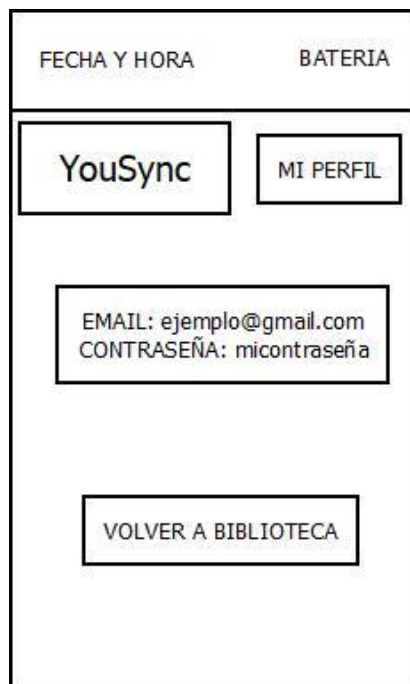 FECHA Y HORA BATERIA
YouSync MI PERFIL
EMAIL: ejemplo@gmail.com
CONTRASEÑA: micontraseña
VOLVER A BIBLIOTECA